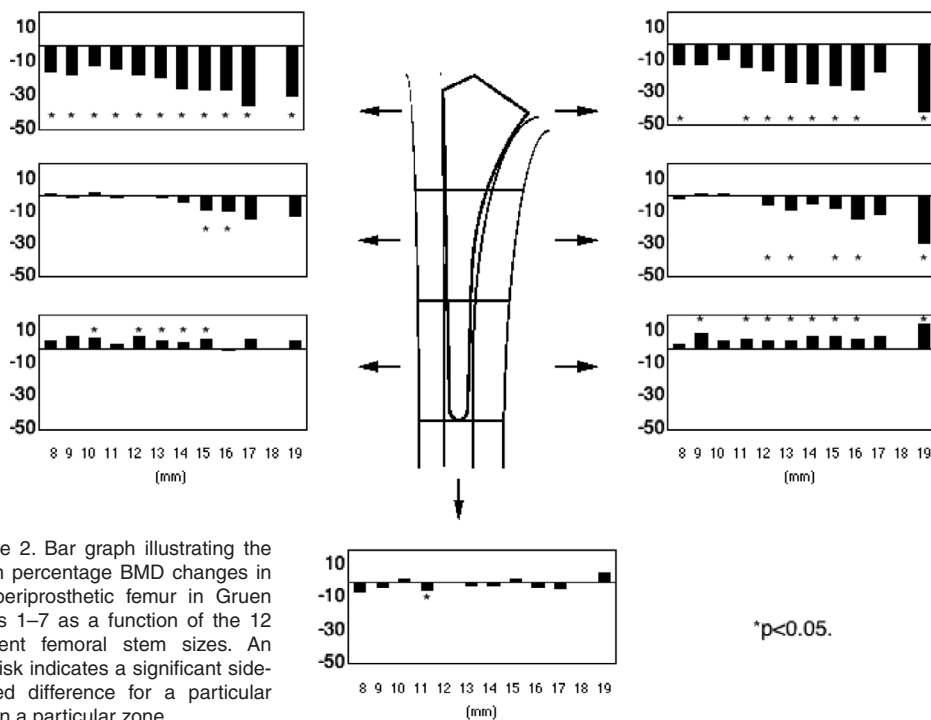 10
-10
-30
* * * * * * * * * * *
-50
10
-10
-30
* * * * * * * *
-50
10
-10
* *
-30
-50
10
-10
-30
* * * * *
-50
* * * * *
10
-10
-30
-50
8 9 10 11 12 13 14 15 16 17 18 19
(mm)
* * * * * * * *
10
-10
-30
-50
8 9 10 11 12 13 14 15 16 17 18 19
(mm)
e 2. Bar graph illustrating the
n percentage BMD changes in
periprosthetic femur in Gruen
s 1–7 as a function of the 12
ent femoral stem sizes. An
risk indicates a significant side-
ed difference for a particular
n a particular zone
10
-10
*
-30
-50
8 9 10 11 12 13 14 15 16 17 18 19
(mm)
*p<0.05.